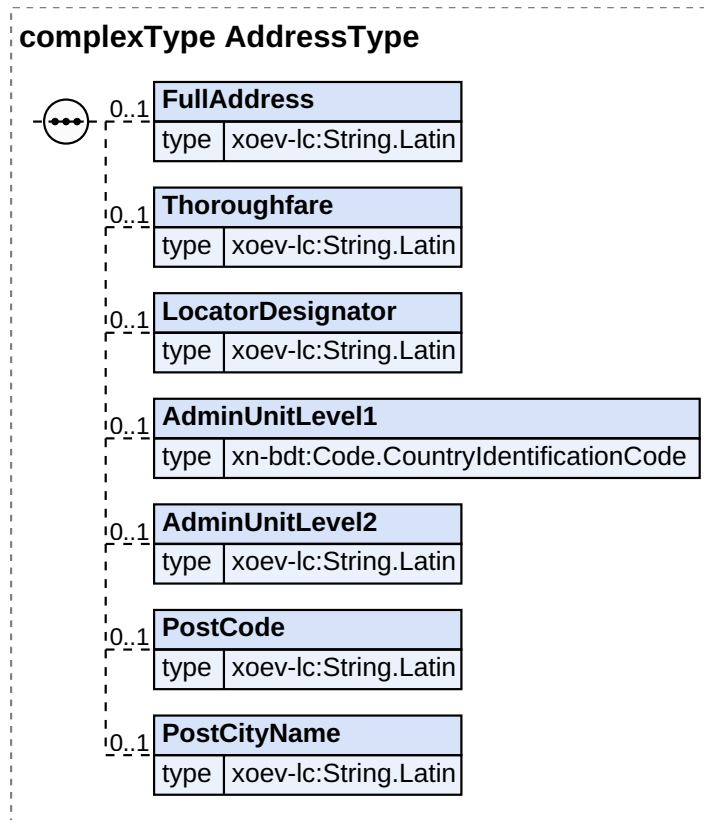 complexType AddressType
0..1 FullAddress
type xoev-lc:String.Latin
0..1 Thoroughfare
type xoev-lc:String.Latin
0..1 LocatorDesignator
type xoev-lc:String.Latin
0..1 AdminUnitLevel1
type xn-bdt:Code.CountryIdentificationCode
0..1 AdminUnitLevel2
type xoev-lc:String.Latin
0..1 PostCode
type xoev-lc:String.Latin
0..1 PostCityName
type xoev-lc:String.Latin